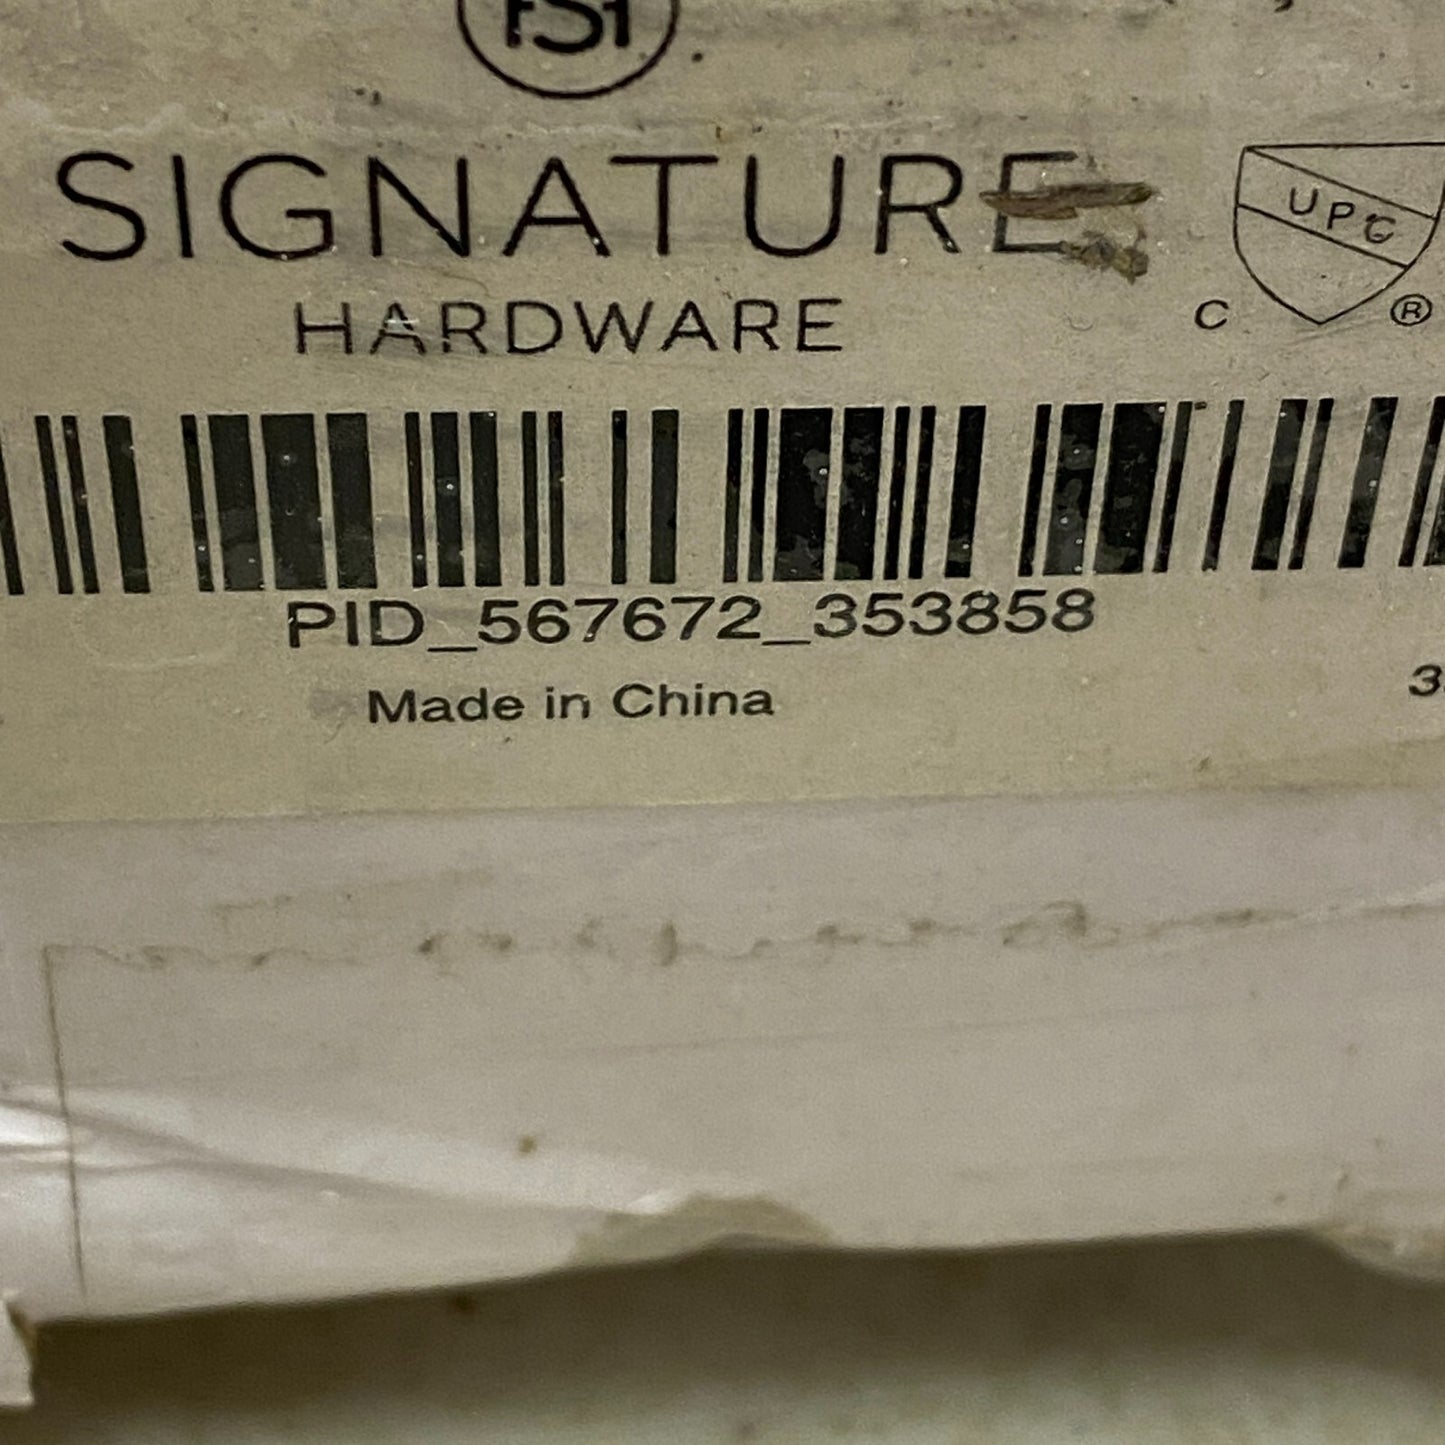 SIGNATURE
HARDWARE
UPC
C ®
PID_567672_353858
Made in China